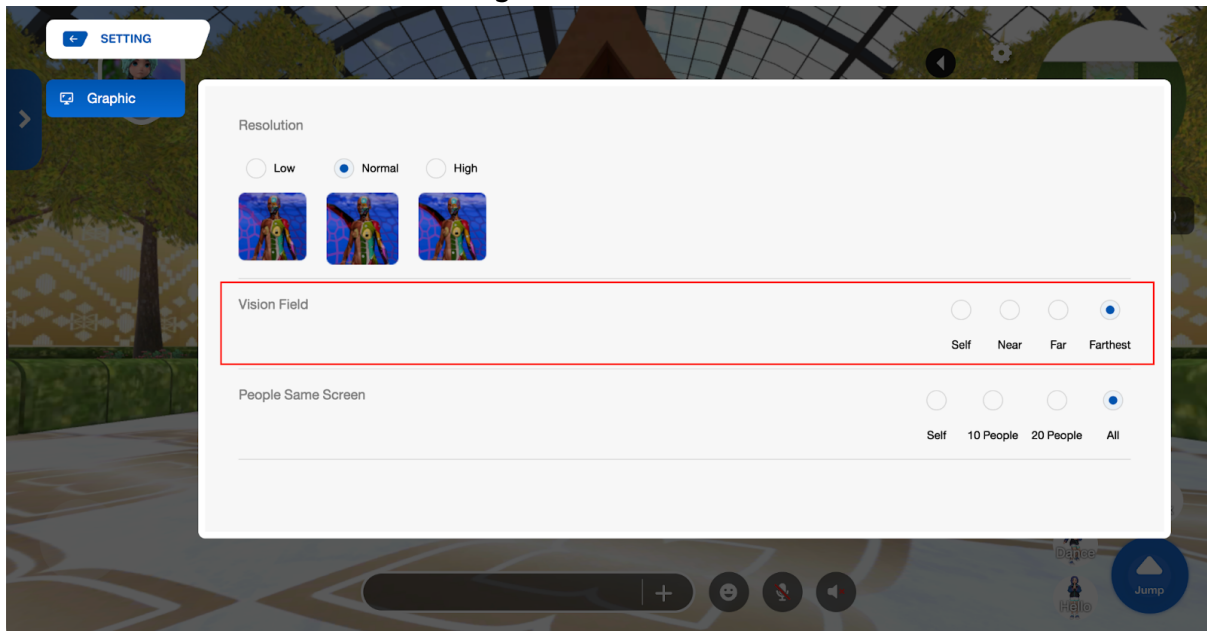 SETTING
Graphic
Resolution
Low Normal High
Vision Field
Self Near Far Farthest
People Same Screen
Self 10 People 20 People All
Dance
Jump
Hello